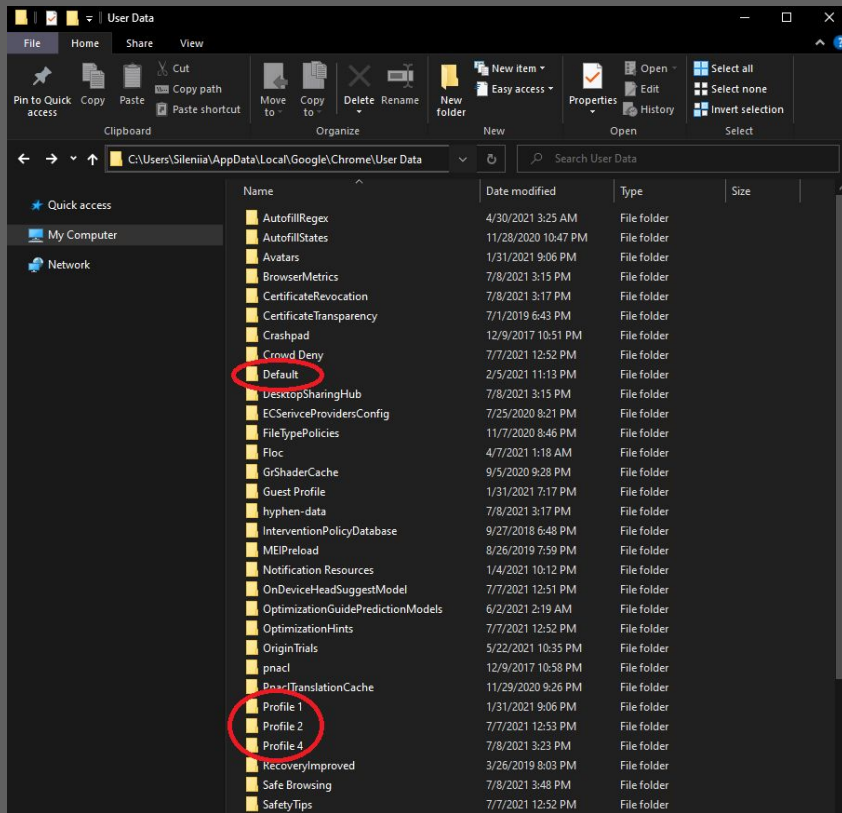 User Data
File Home Share View
Pin to Quick access
Copy
Paste
Cut
Copy path
Paste shortcut
Move to
Copy to
Delete
Rename
New folder
New item
Easy access
Properties
Open
Edit
History
Select all
Select none
Invert selection
Clipboard Organize New Open Select
C:\Users\Sileniia\AppData\Local\Google\Chrome\User Data Search User Data
Quick access
My Computer
Network
Name Date modified Type Size
AutofillRegex 4/30/2021 3:25 AM File folder
AutofillStates 11/28/2020 10:47 PM File folder
Avatars 1/31/2021 9:06 PM File folder
BrowserMetrics 7/8/2021 3:15 PM File folder
CertificateRevocation 7/8/2021 3:17 PM File folder
CertificateTransparency 7/1/2019 6:43 PM File folder
Crashpad 12/9/2017 10:51 PM File folder
Crowd Deny 7/7/2021 12:52 PM File folder
Default 2/5/2021 11:13 PM File folder
DesktopSharingHub 7/8/2021 3:15 PM File folder
ECSerivceProvidersConfig 7/25/2020 8:21 PM File folder
FileTypePolicies 11/7/2020 8:46 PM File folder
Floc 4/7/2021 1:18 AM File folder
GrShaderCache 9/5/2020 9:28 PM File folder
Guest Profile 1/31/2021 7:17 PM File folder
hyphen-data 7/8/2021 3:17 PM File folder
InterventionPolicyDatabase 9/27/2018 6:48 PM File folder
MEIPreload 8/26/2019 7:59 PM File folder
Notification Resources 1/4/2021 10:12 PM File folder
OnDeviceHeadSuggestModel 7/7/2021 12:51 PM File folder
OptimizationGuidePredictionModels 6/2/2021 2:19 AM File folder
OptimizationHints 7/7/2021 12:52 PM File folder
OriginTrials 5/22/2021 10:35 PM File folder
pnacl 12/9/2017 10:58 PM File folder
PnaclTranslationCache 11/29/2020 9:26 PM File folder
Profile 1 1/31/2021 9:06 PM File folder
Profile 2 7/7/2021 12:53 PM File folder
Profile 4 7/8/2021 3:23 PM File folder
RecoveryImproved 3/26/2019 8:03 PM File folder
Safe Browsing 7/8/2021 3:48 PM File folder
SafetyTips 7/7/2021 12:52 PM File folder